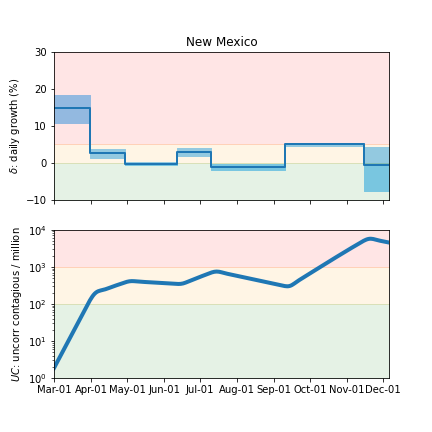 New Mexico
30
20
10
0
−10
δ: daily growth (%)
10⁴
10³
10²
10¹
10⁰
UC: uncorr contagious / million
Mar-01 Apr-01 May-01 Jun-01 Jul-01 Aug-01 Sep-01 Oct-01 Nov-01 Dec-01